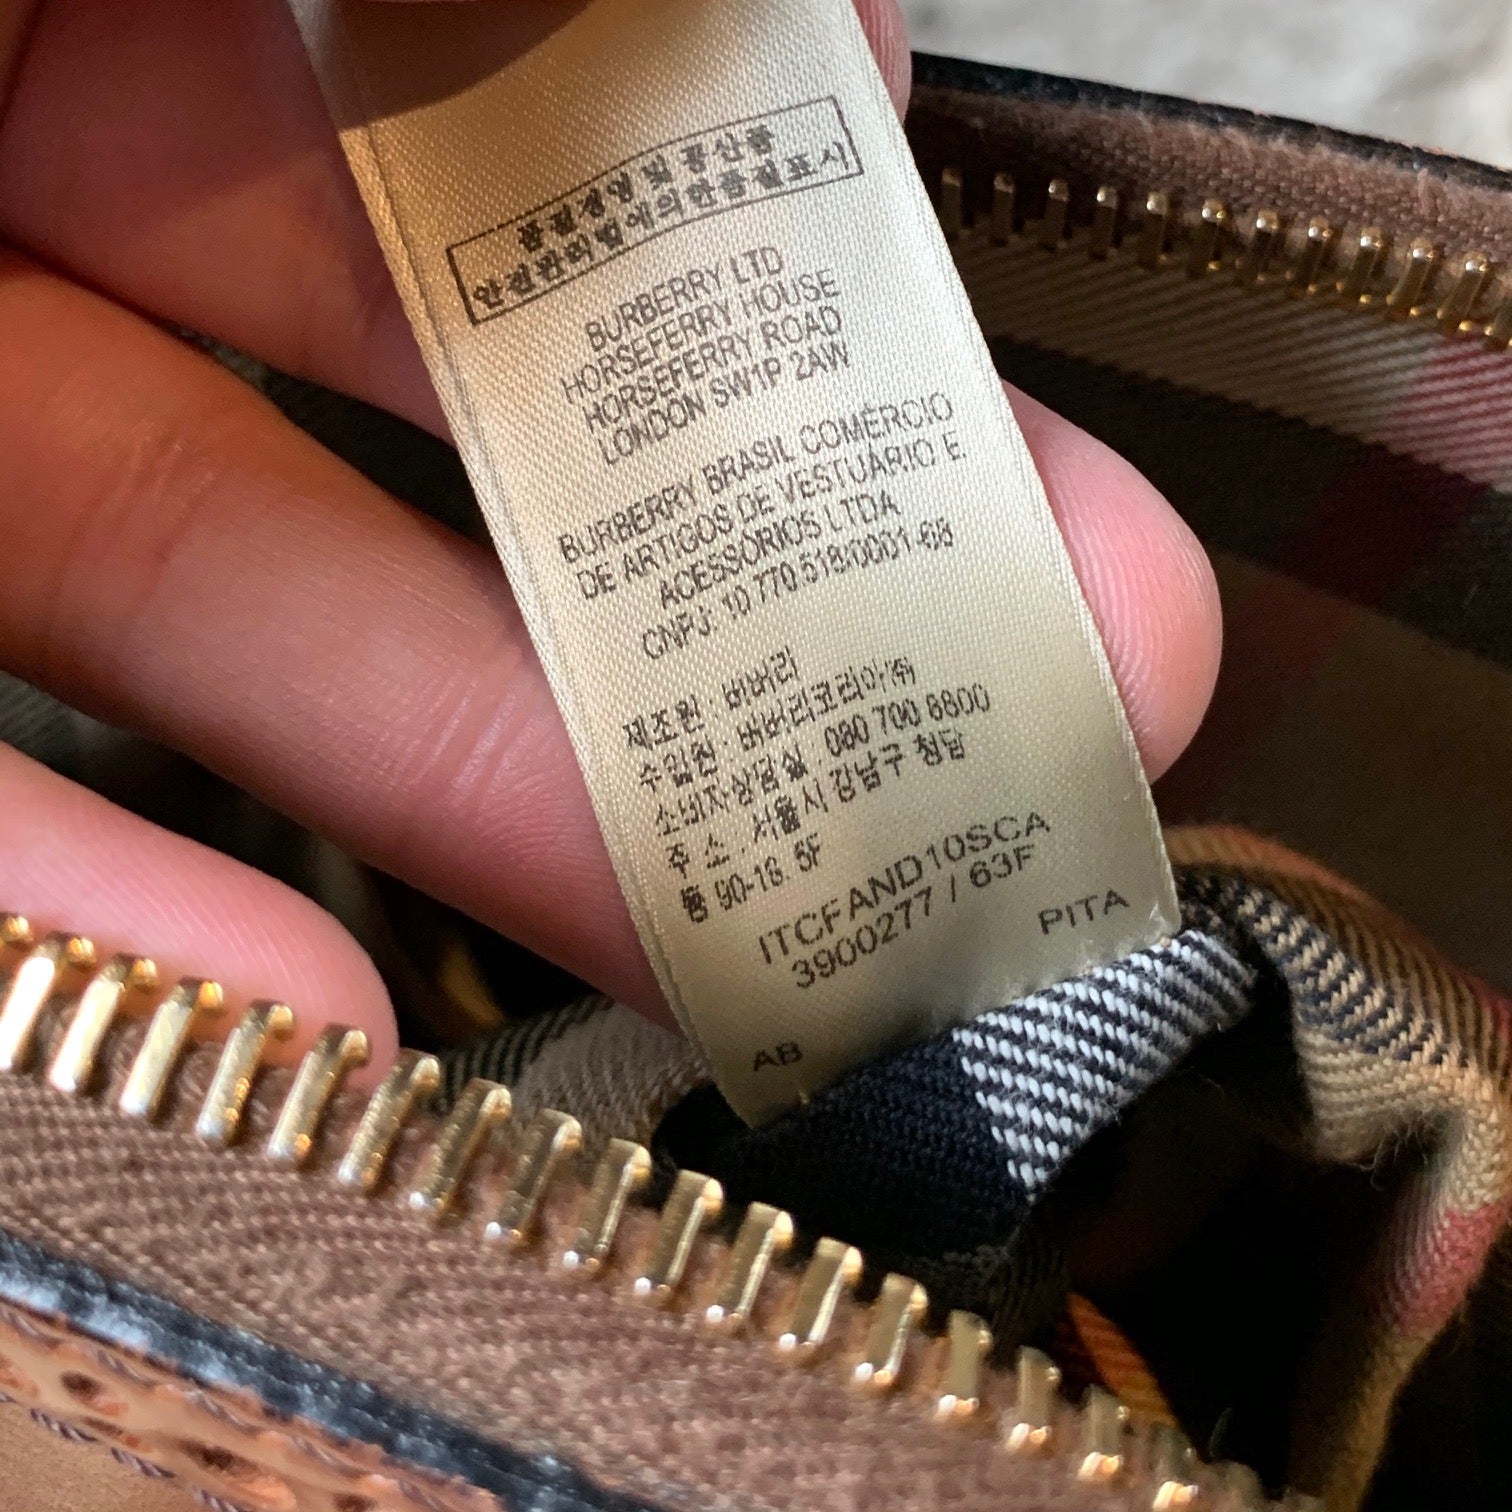 품질경영 및 공산품
안전관리법에의한품질표시
BURBERRY LTD
HORSEFERRY HOUSE
HORSEFERRY ROAD
LONDON SW1P 2AW
BURBERRY BRASIL COMÉRCIO
DE ARTIGOS DE VESTUÁRIO E
ACESSÓRIOS LTDA
CNPJ: 10 770.518/0001-68
제조원 : 버버리
수입원 : 버버리코리아㈜
소비자상담실 080 700 8800
주 소 : 서울시 강남구 청담
동 90-18. 5F
ITCFAND10SCA
3900277 / 63F
PITA
AB